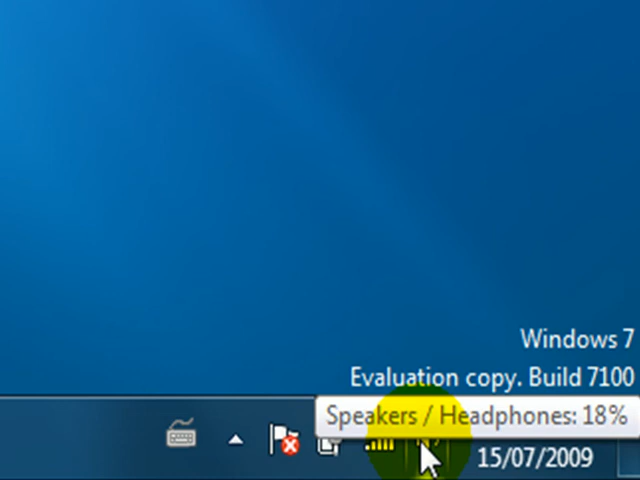 Windows 7
Evaluation copy. Build 7100
Speakers / Headphones: 18%
15/07/2009